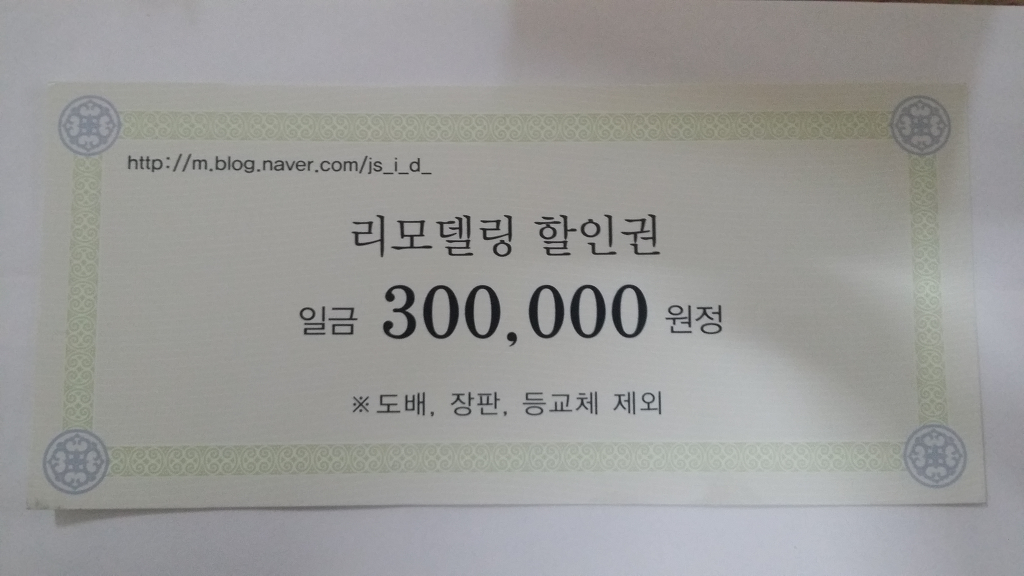 http://m.blog.naver.com/js_i_d_
리모델링 할인권
일금 300,000 원정
※도배, 장판, 등교체 제외